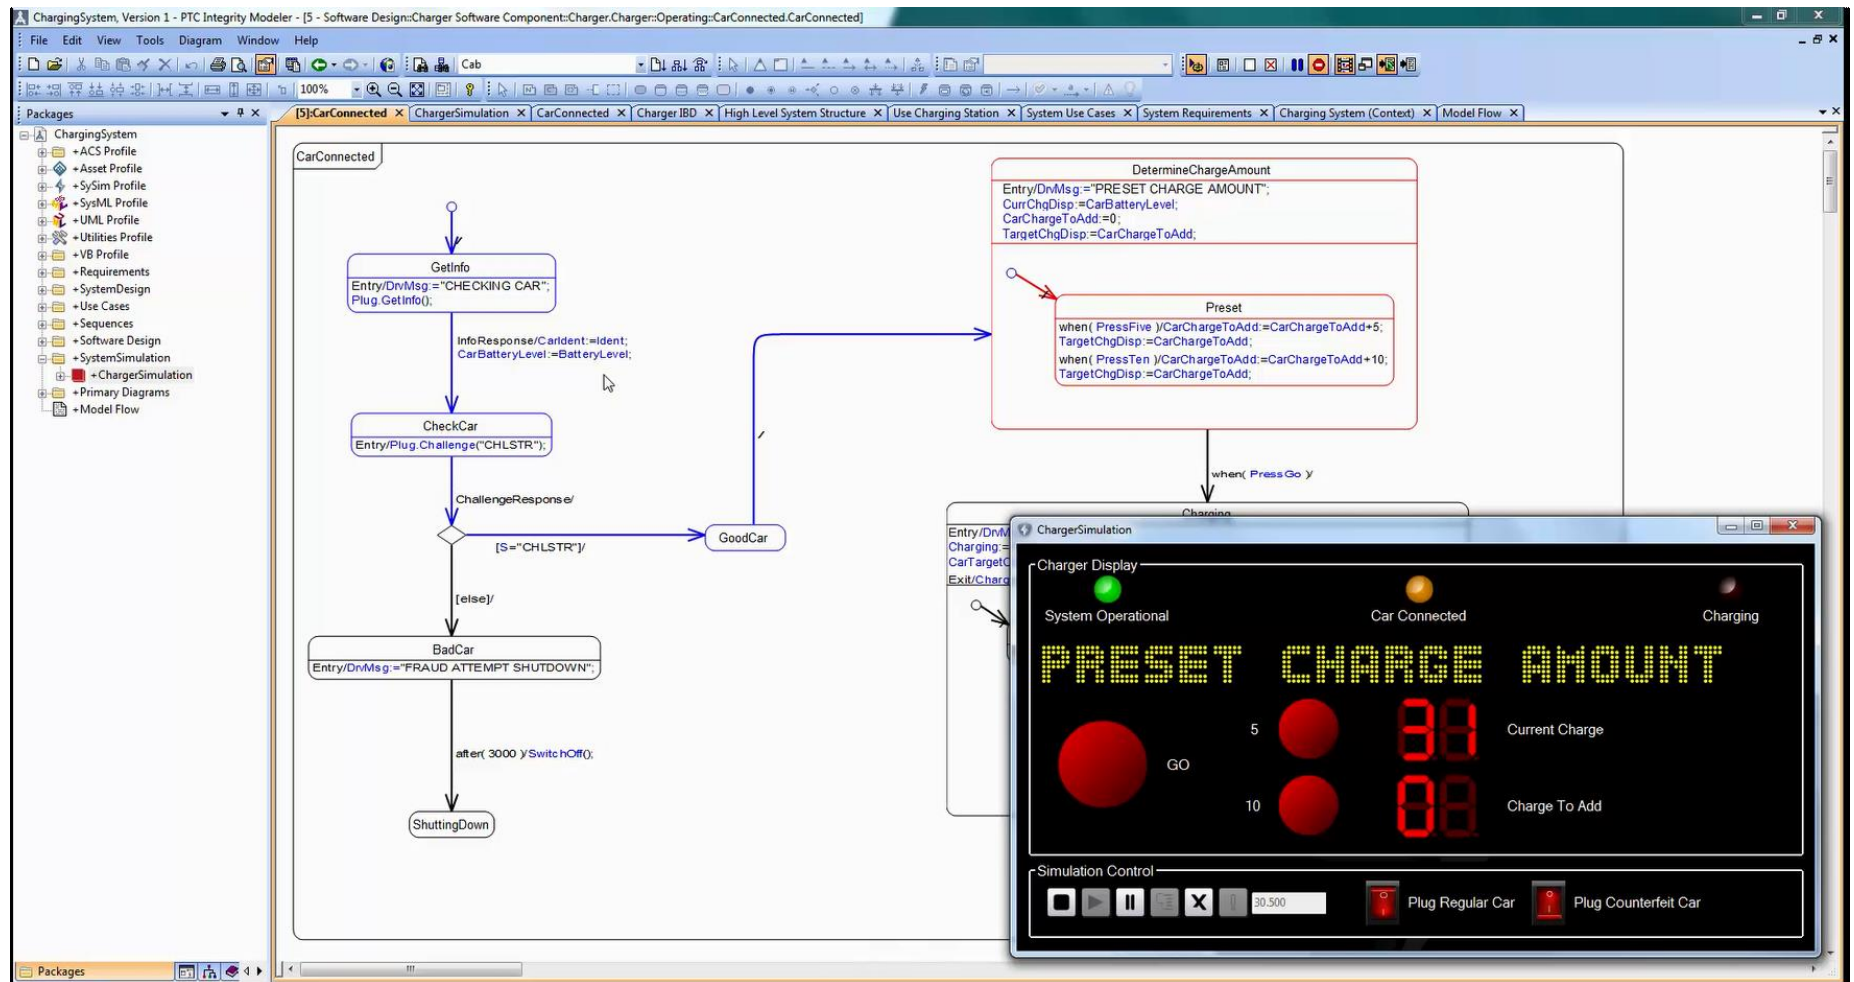 ChargingSystem, Version 1 - PTC Integrity Modeler - [5 - Software Design::Charger Software Component::Charger.Charger::Operating::CarConnected.CarConnected]
File Edit View Tools Diagram Window Help
Cab
100%
Packages
[5]:CarConnected X ChargerSimulation X CarConnected X Charger IBD X High Level System Structure X Use Charging Station X System Use Cases X System Requirements X Charging System (Context) X Model Flow X
ChargingSystem
+ACS Profile
+Asset Profile
+SySim Profile
+SysML Profile
+UML Profile
+Utilities Profile
+VB Profile
+Requirements
+SystemDesign
+Use Cases
+Sequences
+Software Design
+SystemSimulation
+ChargerSimulation
+Primary Diagrams
+Model Flow
Packages
CarConnected
GetInfo
Entry/DrvMsg:="CHECKING CAR";
Plug.GetInfo();
InfoResponse/CarIdent:=Ident;
CarBatteryLevel:=BatteryLevel;
CheckCar
Entry/Plug.Challenge("CHLSTR");
ChallengeResponse/
[S="CHLSTR"]/
GoodCar
/
[else]/
BadCar
Entry/DrvMsg:="FRAUD ATTEMPT SHUTDOWN";
after( 3000 )/SwitchOff();
ShuttingDown
DetermineChargeAmount
Entry/DrvMsg:="PRESET CHARGE AMOUNT";
CurrChgDisp:=CarBatteryLevel;
CarChargeToAdd:=0;
TargetChgDisp:=CarChargeToAdd;
Preset
when( PressFive )/CarChargeToAdd:=CarChargeToAdd+5;
TargetChgDisp:=CarChargeToAdd;
when( PressTen )/CarChargeToAdd:=CarChargeToAdd+10;
TargetChgDisp:=CarChargeToAdd;
when( PressGo )/
Charging
Entry/DrvM
Charging:=
CarTargetC
Exit/Charg
ChargerSimulation
Charger Display
System Operational Car Connected Charging
PRESET CHARGE AMOUNT
5 31 Current Charge
GO
10 0 Charge To Add
Simulation Control
30.500 Plug Regular Car Plug Counterfeit Car